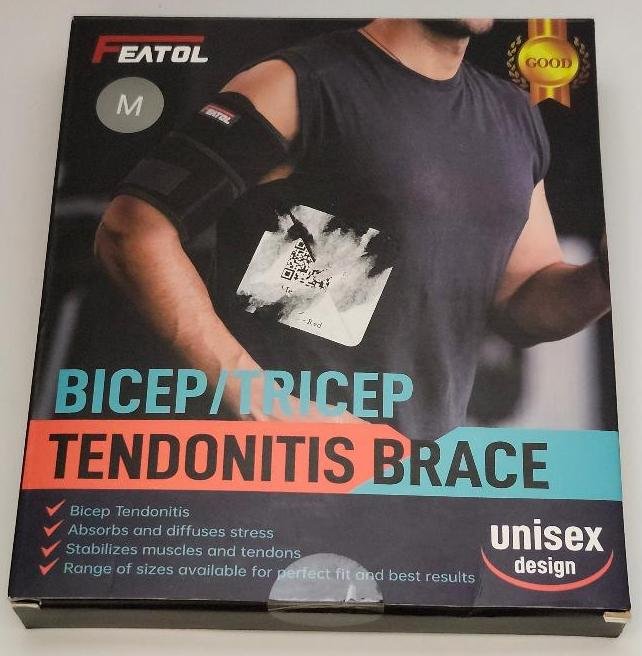 FEATOL
GOOD
M
FEATOL
BICEP/TRICEP
TENDONITIS BRACE
Bicep Tendonitis
Absorbs and diffuses stress
Stabilizes muscles and tendons
Range of sizes available for perfect fit and best results
unisex
design